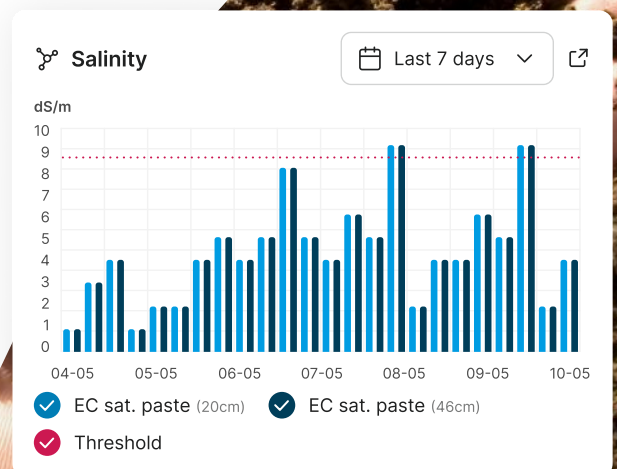 Salinity
Last 7 days
dS/m
10
9
8
7
6
5
4
3
2
1
0
04-05 05-05 06-05 07-05 08-05 09-05 10-05
EC sat. paste (20cm) EC sat. paste (46cm)
Threshold